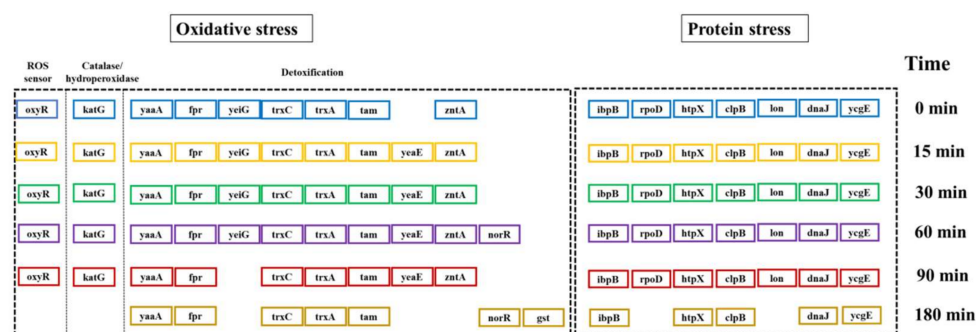 Oxidative stress
Protein stress
ROS sensor
Catalase/ hydroperoxidase
Detoxification
Time
oxyR katG yaaA fpr yeiG trxC trxA tam zntA ibpB rpoD htpX clpB lon dnaJ ycgE 0 min
oxyR katG yaaA fpr yeiG trxC trxA tam yeaE zntA ibpB rpoD htpX clpB lon dnaJ ycgE 15 min
oxyR katG yaaA fpr yeiG trxC trxA tam yeaE zntA ibpB rpoD htpX clpB lon dnaJ ycgE 30 min
oxyR katG yaaA fpr yeiG trxC trxA tam yeaE zntA norR ibpB rpoD htpX clpB lon dnaJ ycgE 60 min
oxyR katG yaaA fpr trxC trxA tam yeaE zntA ibpB rpoD htpX clpB lon dnaJ ycgE 90 min
yaaA fpr trxC trxA tam norR gst ibpB htpX clpB dnaJ ycgE 180 min